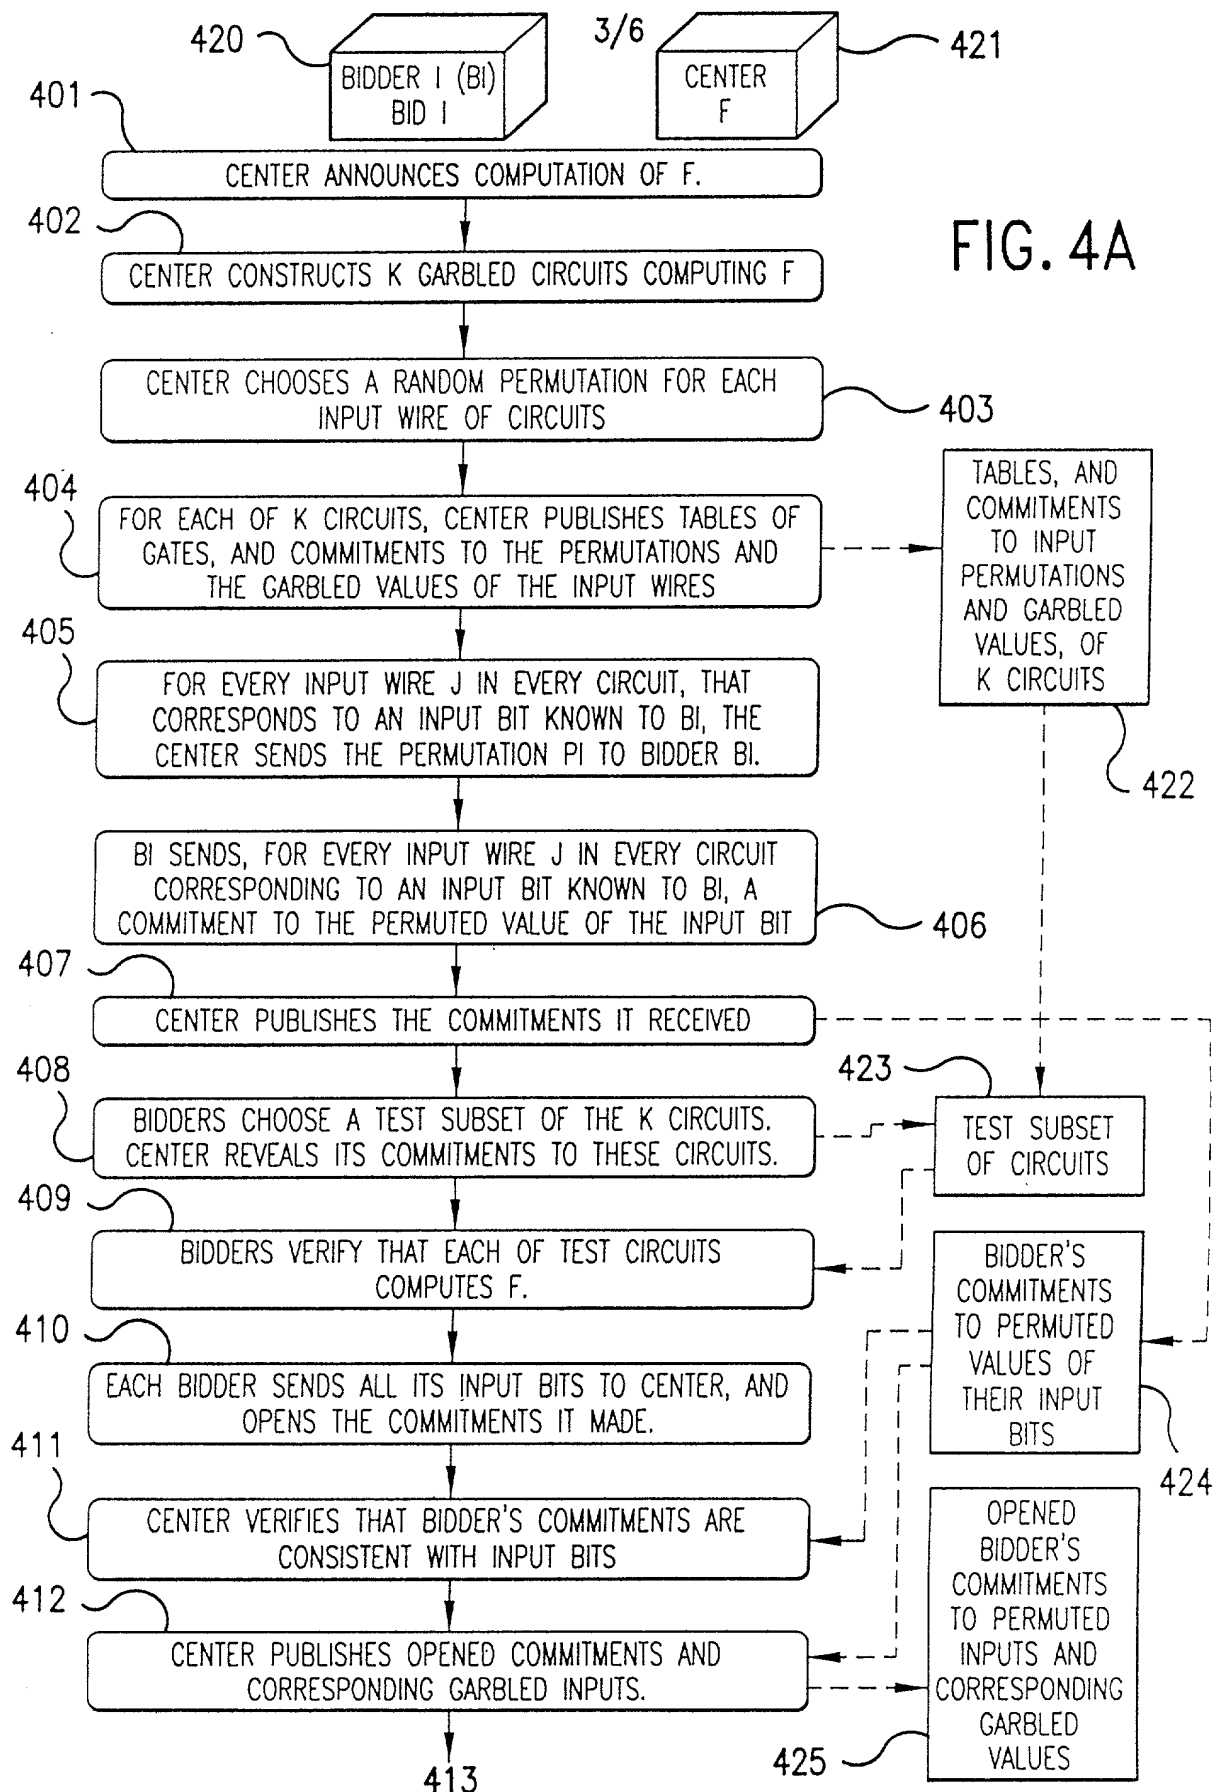 3/6
420
BIDDER I (BI)
BID I
CENTER
F
421
401
CENTER ANNOUNCES COMPUTATION OF F.
FIG. 4A
402
CENTER CONSTRUCTS K GARBLED CIRCUITS COMPUTING F
CENTER CHOOSES A RANDOM PERMUTATION FOR EACH
INPUT WIRE OF CIRCUITS
403
404
FOR EACH OF K CIRCUITS, CENTER PUBLISHES TABLES OF
GATES, AND COMMITMENTS TO THE PERMUTATIONS AND
THE GARBLED VALUES OF THE INPUT WIRES
TABLES, AND
COMMITMENTS
TO INPUT
PERMUTATIONS
AND GARBLED
VALUES, OF
K CIRCUITS
422
405
FOR EVERY INPUT WIRE J IN EVERY CIRCUIT, THAT
CORRESPONDS TO AN INPUT BIT KNOWN TO BI, THE
CENTER SENDS THE PERMUTATION PI TO BIDDER BI.
BI SENDS, FOR EVERY INPUT WIRE J IN EVERY CIRCUIT
CORRESPONDING TO AN INPUT BIT KNOWN TO BI, A
COMMITMENT TO THE PERMUTED VALUE OF THE INPUT BIT
406
407
CENTER PUBLISHES THE COMMITMENTS IT RECEIVED
408
BIDDERS CHOOSE A TEST SUBSET OF THE K CIRCUITS.
CENTER REVEALS ITS COMMITMENTS TO THESE CIRCUITS.
423
TEST SUBSET
OF CIRCUITS
409
BIDDERS VERIFY THAT EACH OF TEST CIRCUITS
COMPUTES F.
BIDDER'S
COMMITMENTS
TO PERMUTED
VALUES OF
THEIR INPUT
BITS
424
410
EACH BIDDER SENDS ALL ITS INPUT BITS TO CENTER, AND
OPENS THE COMMITMENTS IT MADE.
411
CENTER VERIFIES THAT BIDDER'S COMMITMENTS ARE
CONSISTENT WITH INPUT BITS
412
CENTER PUBLISHES OPENED COMMITMENTS AND
CORRESPONDING GARBLED INPUTS.
OPENED
BIDDER'S
COMMITMENTS
TO PERMUTED
INPUTS AND
CORRESPONDING
GARBLED
VALUES
425
413